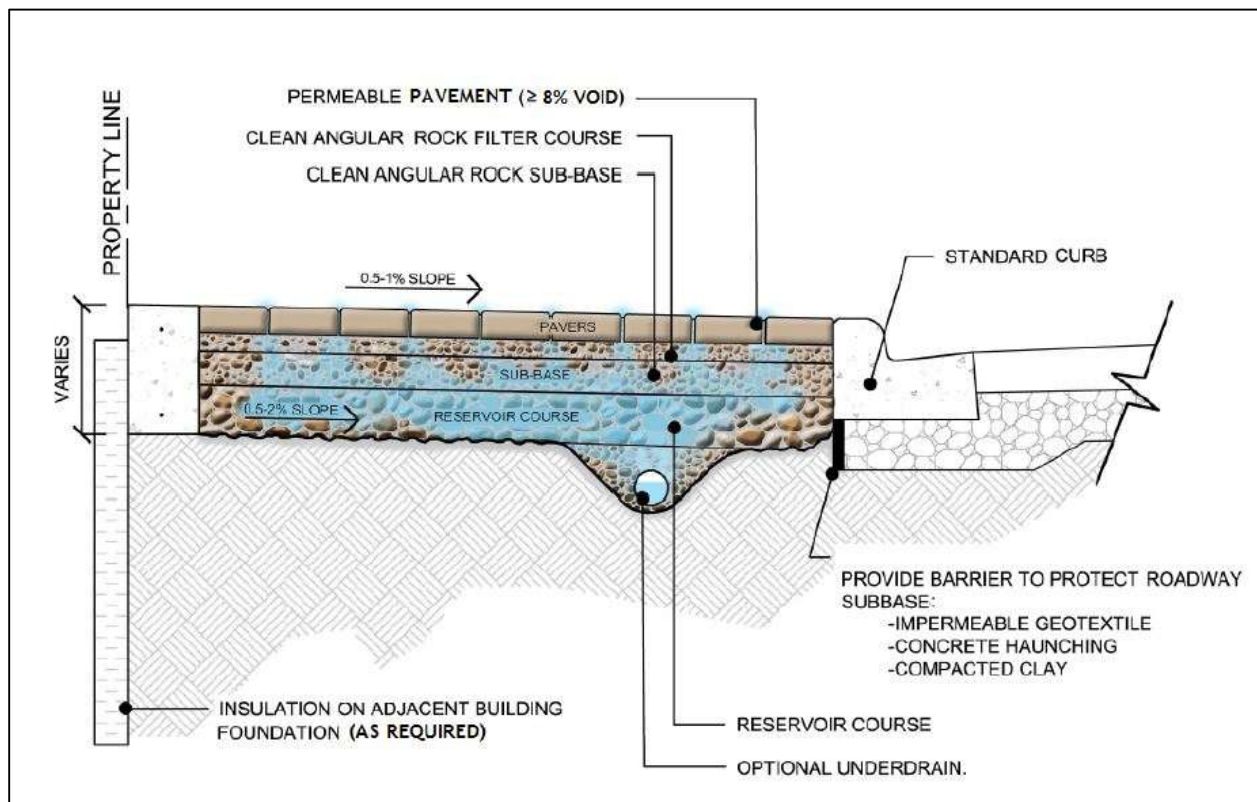 PERMEABLE PAVEMENT (≥ 8% VOID)
CLEAN ANGULAR ROCK FILTER COURSE
CLEAN ANGULAR ROCK SUB-BASE
PROPERTY LINE
STANDARD CURB
0.5-1% SLOPE
PAVERS
VARIES
SUB-BASE
0.5-2% SLOPE
RESERVOIR COURSE
PROVIDE BARRIER TO PROTECT ROADWAY
SUBBASE:
-IMPERMEABLE GEOTEXTILE
-CONCRETE HAUNCHING
-COMPACTED CLAY
INSULATION ON ADJACENT BUILDING
FOUNDATION (AS REQUIRED)
RESERVOIR COURSE
OPTIONAL UNDERDRAIN.